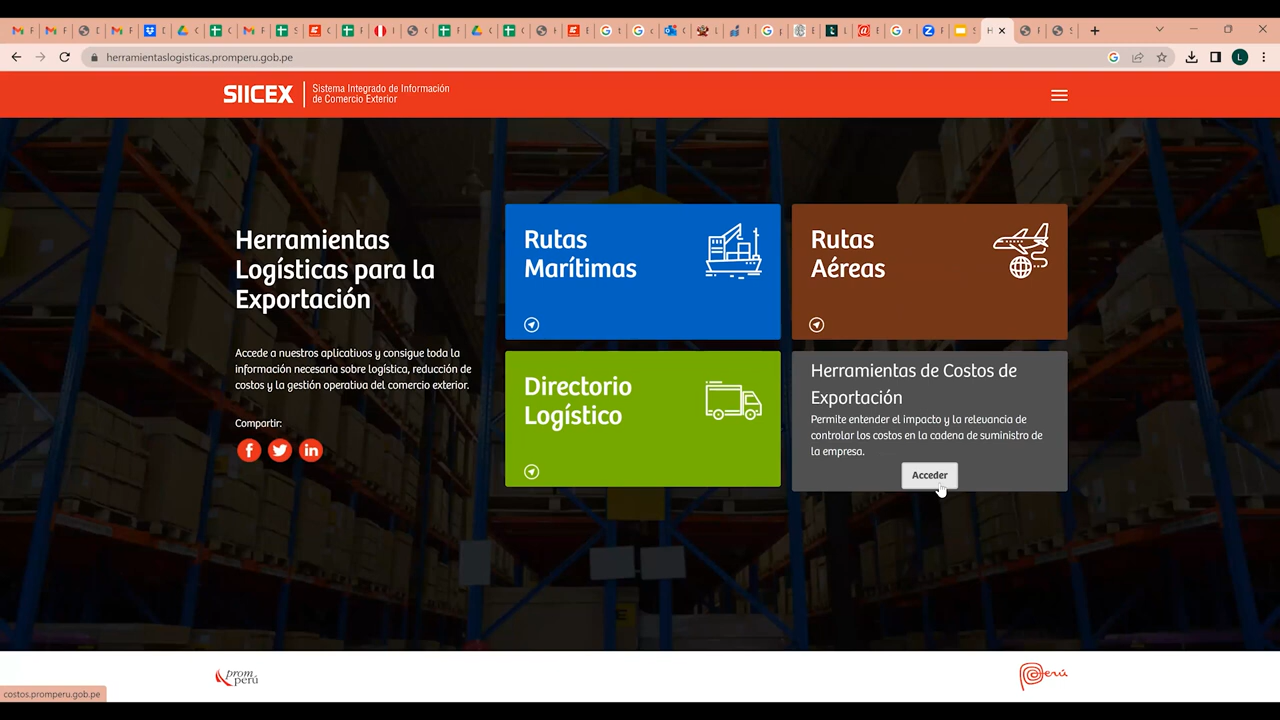 herramientaslogisticas.promperu.gob.pe
L
SIICEX
Sistema Integrado de Información
de Comercio Exterior
Herramientas
Logísticas para la
Exportación
Accede a nuestros aplicativos y consigue toda la
información necesaria sobre logística, reducción de
costos y la gestión operativa del comercio exterior.
Compartir:
Rutas
Marítimas
Rutas
Aéreas
Directorio
Logístico
Herramientas de Costos de
Exportación
Permite entender el impacto y la relevancia de
controlar los costos en la cadena de suministro de
la empresa.
Acceder
prom
perú
Perú
costos.promperu.gob.pe